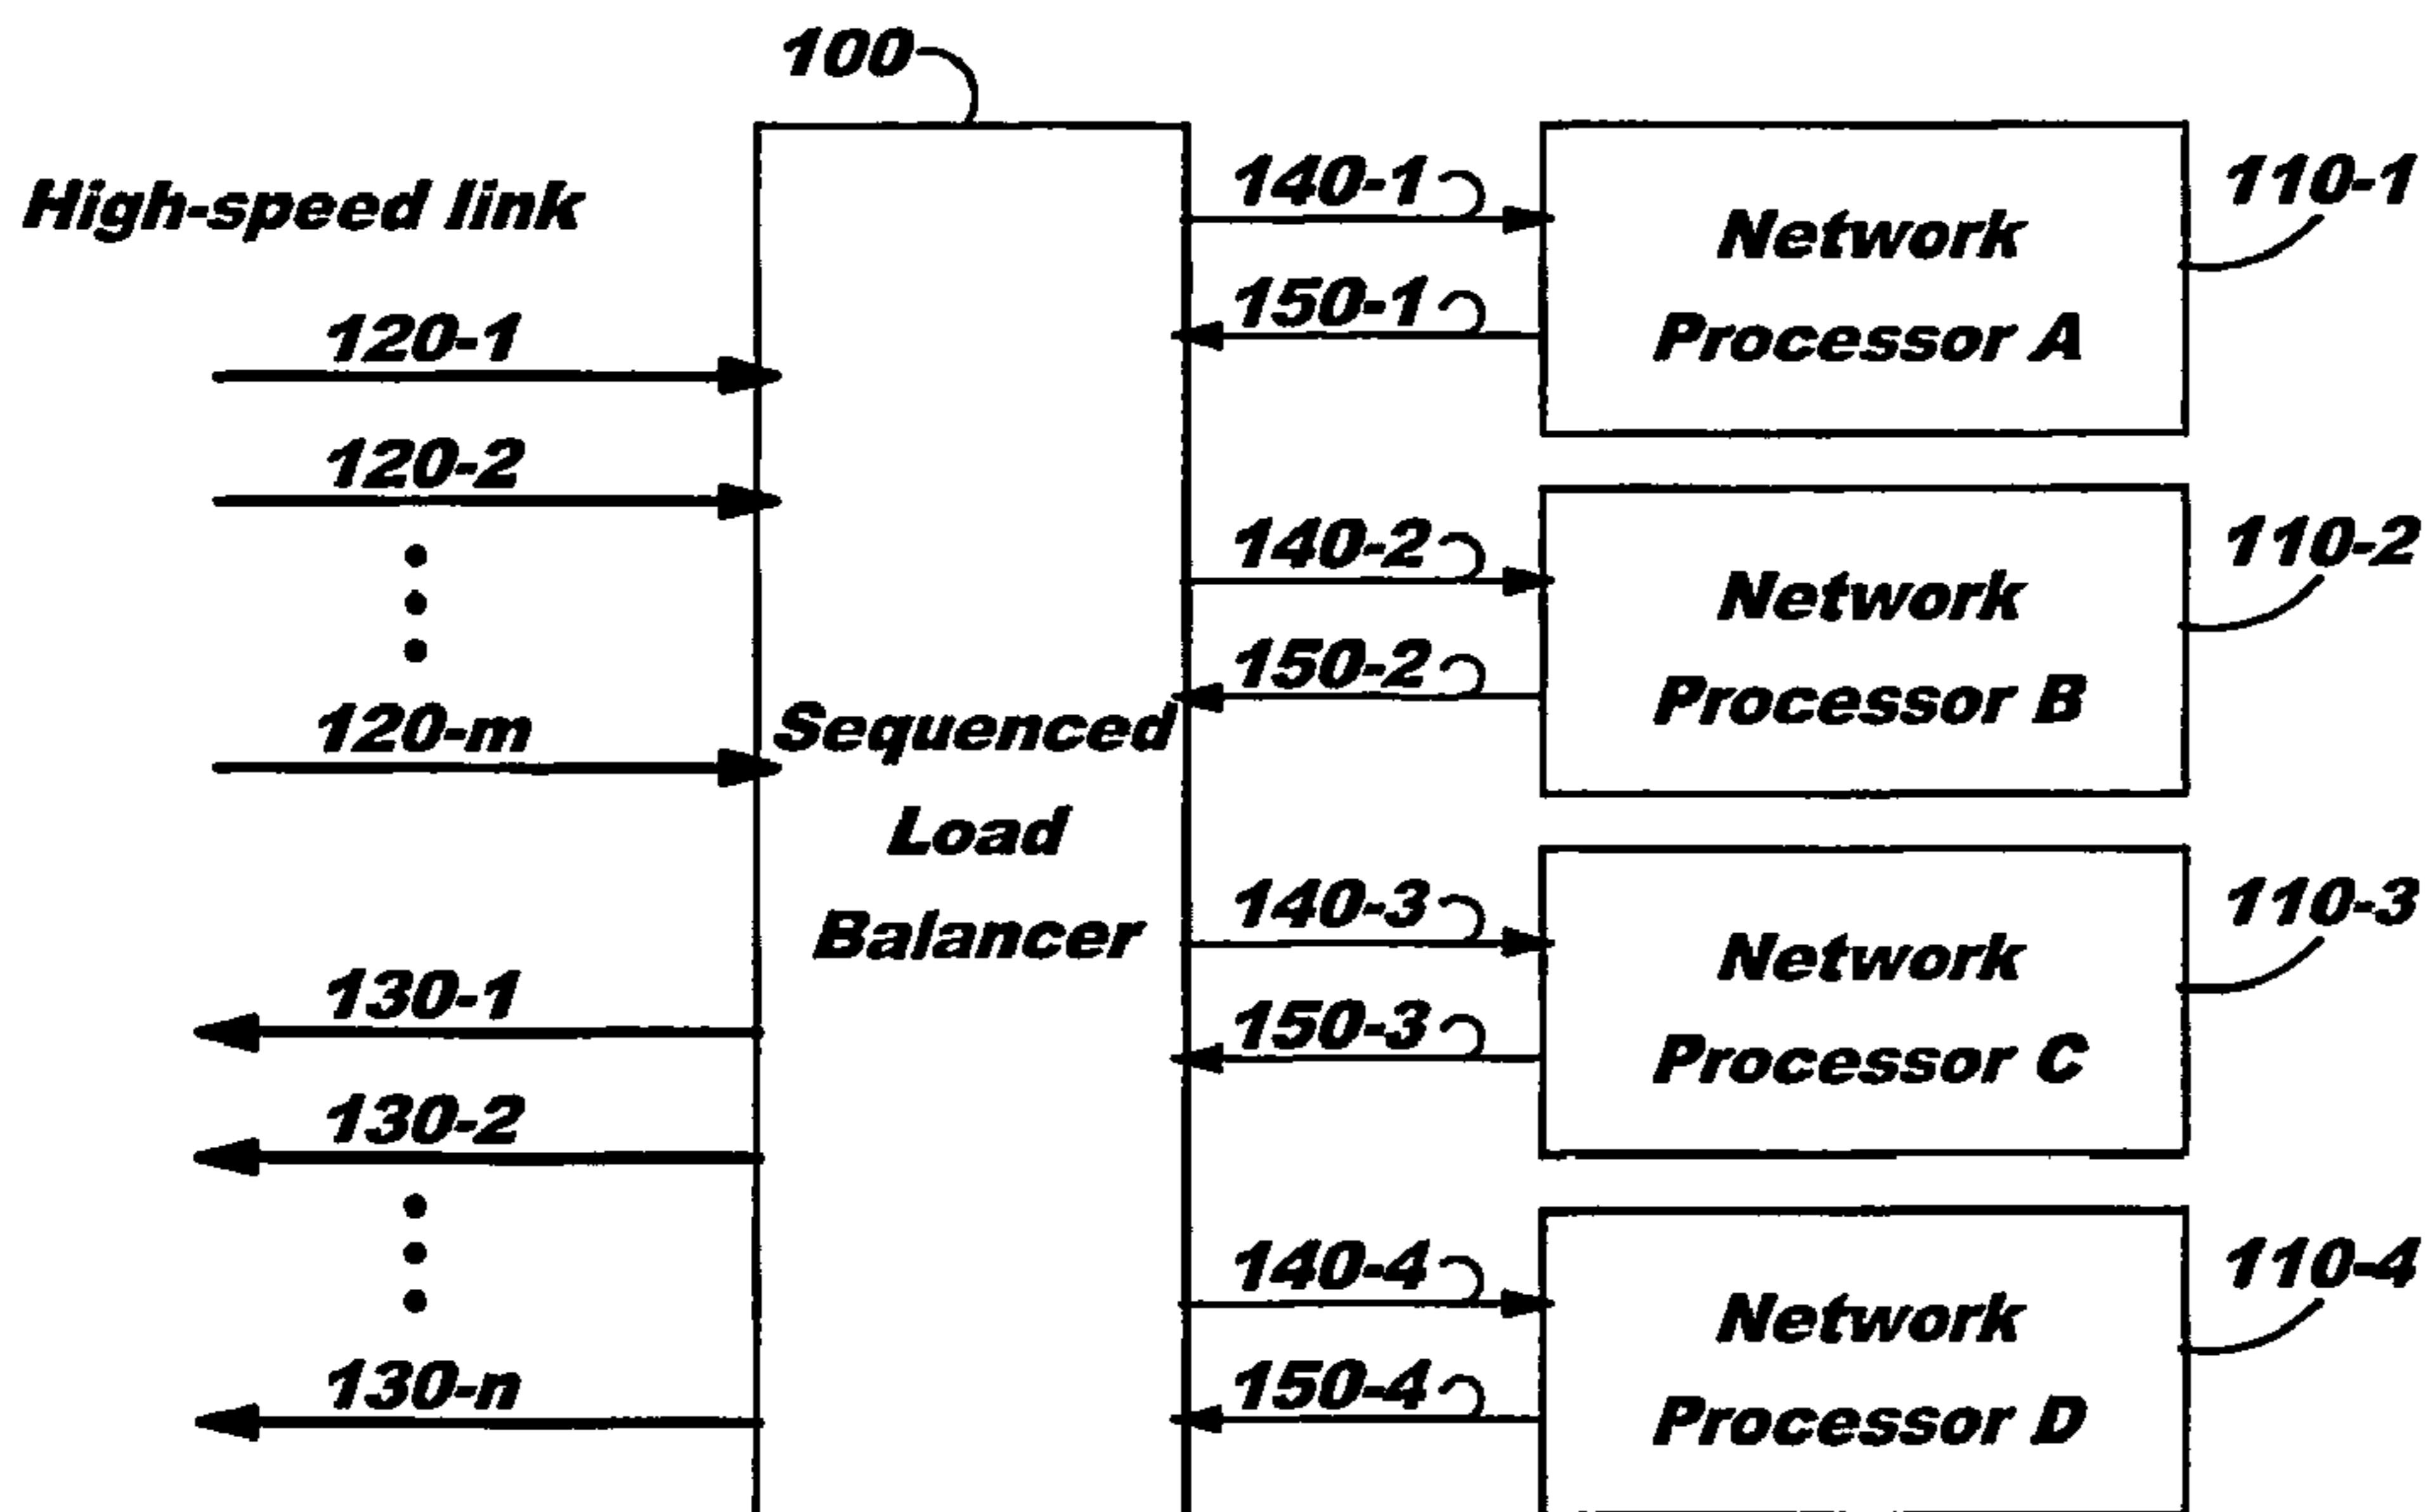 100
High-speed link
120-1
120-2
120-m
130-1
130-2
130-n
Sequenced
Load
Balancer
140-1
150-1
140-2
150-2
140-3
150-3
140-4
150-4
Network
Processor A
110-1
Network
Processor B
110-2
Network
Processor C
110-3
Network
Processor D
110-4